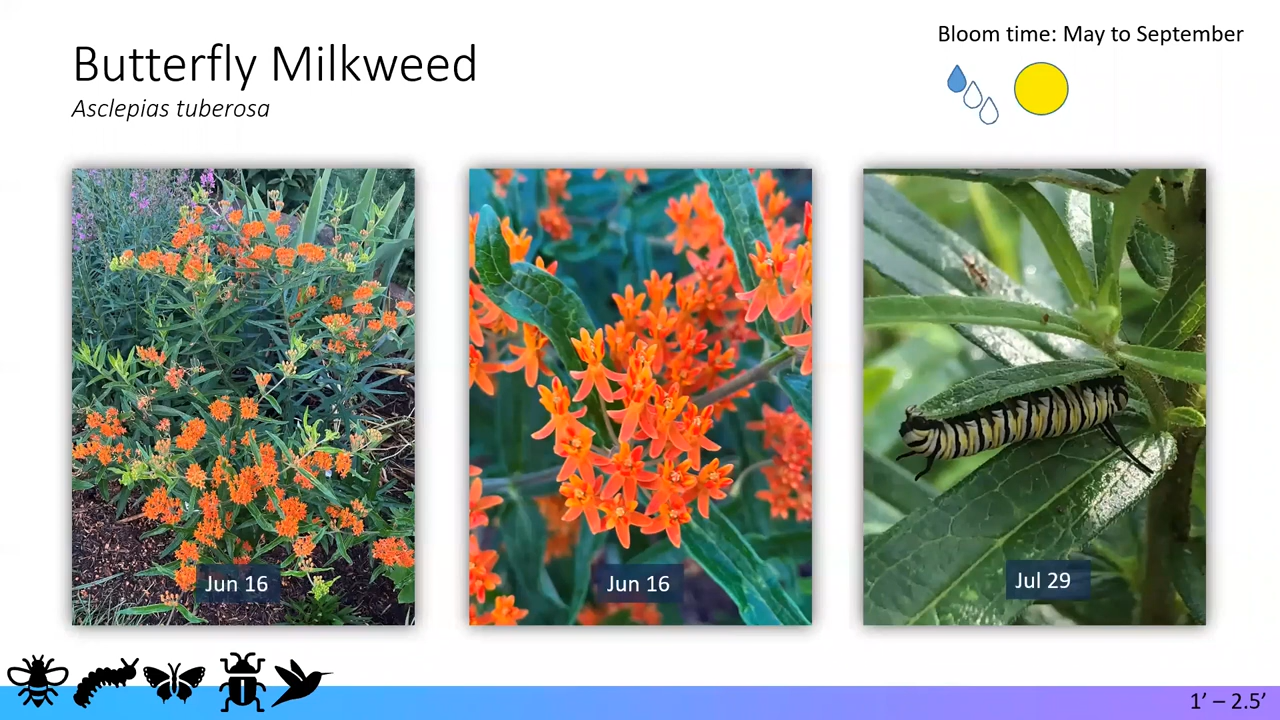 Bloom time: May to September
Butterfly Milkweed
Asclepias tuberosa
Jun 16
Jun 16
Jul 29
1’ – 2.5’